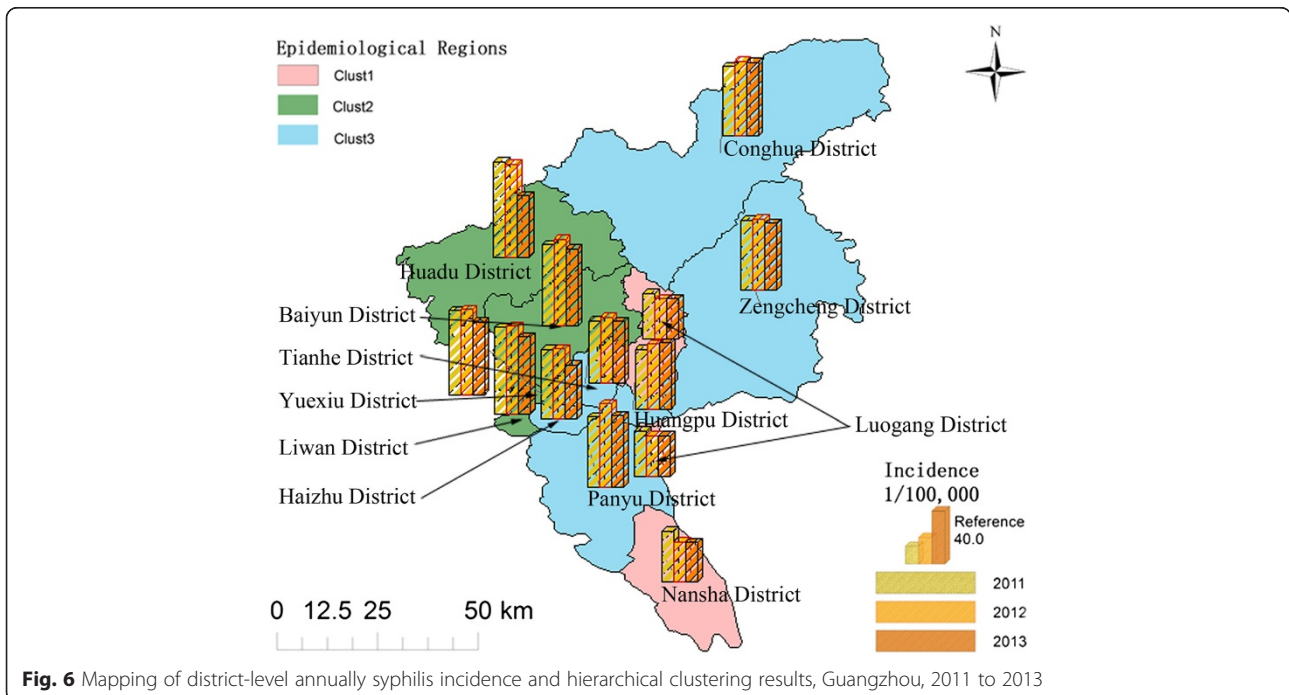 Epidemiological Regions
Clust1
Clust2
Clust3
N
Conghua District
Huadu District
Zengcheng District
Baiyun District
Tianhe District
Yuexiu District
Huangpu District
Luogang District
Liwan District
Haizhu District
Panyu District
Nansha District
Incidence
1/100,000
Reference
40.0
2011
2012
2013
0 12.5 25 50 km
Fig. 6 Mapping of district-level annually syphilis incidence and hierarchical clustering results, Guangzhou, 2011 to 2013